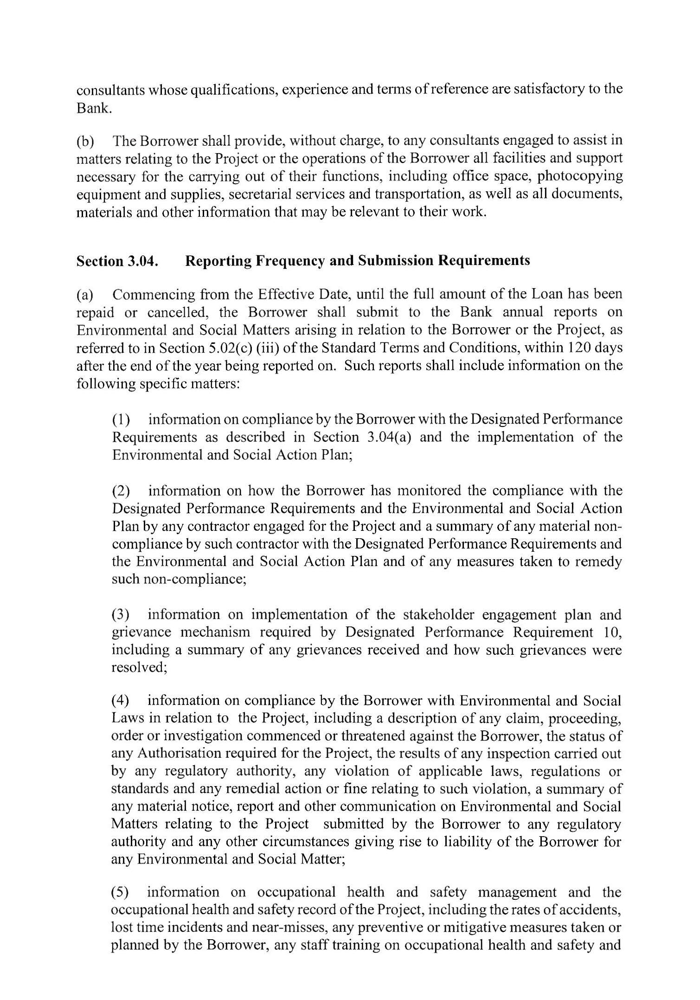 consultants whose qualifications, experience and terms of reference are satisfactory to the
Bank.
(b) The Borrower shall provide, without charge, to any consultants engaged to assist in
matters relating to the Project or the operations of the Borrower all facilities and support
necessary for the carrying out of their functions, including office space, photocopying
equipment and supplies, secretarial services and transportation, as well as all documents,
materials and other information that may be relevant to their work.
Section 3.04. Reporting Frequency and Submission Requirements
(a) Commencing from the Effective Date, until the full amount of the Loan has been
repaid or cancelled, the Borrower shall submit to the Bank annual reports on
Environmental and Social Matters arising in relation to the Borrower or the Project, as
referred to in Section 5.02(c) (iii) of the Standard Terms and Conditions, within 120 days
after the end of the year being reported on. Such reports shall include information on the
following specific matters:
(1) information on compliance by the Borrower with the Designated Performance
Requirements as described in Section 3.04(a) and the implementation of the
Environmental and Social Action Plan;
(2) information on how the Borrower has monitored the compliance with the
Designated Performance Requirements and the Environmental and Social Action
Plan by any contractor engaged for the Project and a summary of any material non-
compliance by such contractor with the Designated Performance Requirements and
the Environmental and Social Action Plan and of any measures taken to remedy
such non-compliance;
(3) information on implementation of the stakeholder engagement plan and
grievance mechanism required by Designated Performance Requirement 10,
including a summary of any grievances received and how such grievances were
resolved;
(4) information on compliance by the Borrower with Environmental and Social
Laws in relation to the Project, including a description of any claim, proceeding,
order or investigation commenced or threatened against the Borrower, the status of
any Authorisation required for the Project, the results of any inspection carried out
by any regulatory authority, any violation of applicable laws, regulations or
standards and any remedial action or fine relating to such violation, a summary of
any material notice, report and other communication on Environmental and Social
Matters relating to the Project submitted by the Borrower to any regulatory
authority and any other circumstances giving rise to liability of the Borrower for
any Environmental and Social Matter;
(5) information on occupational health and safety management and the
occupational health and safety record of the Project, including the rates of accidents,
lost time incidents and near-misses, any preventive or mitigative measures taken or
planned by the Borrower, any staff training on occupational health and safety and